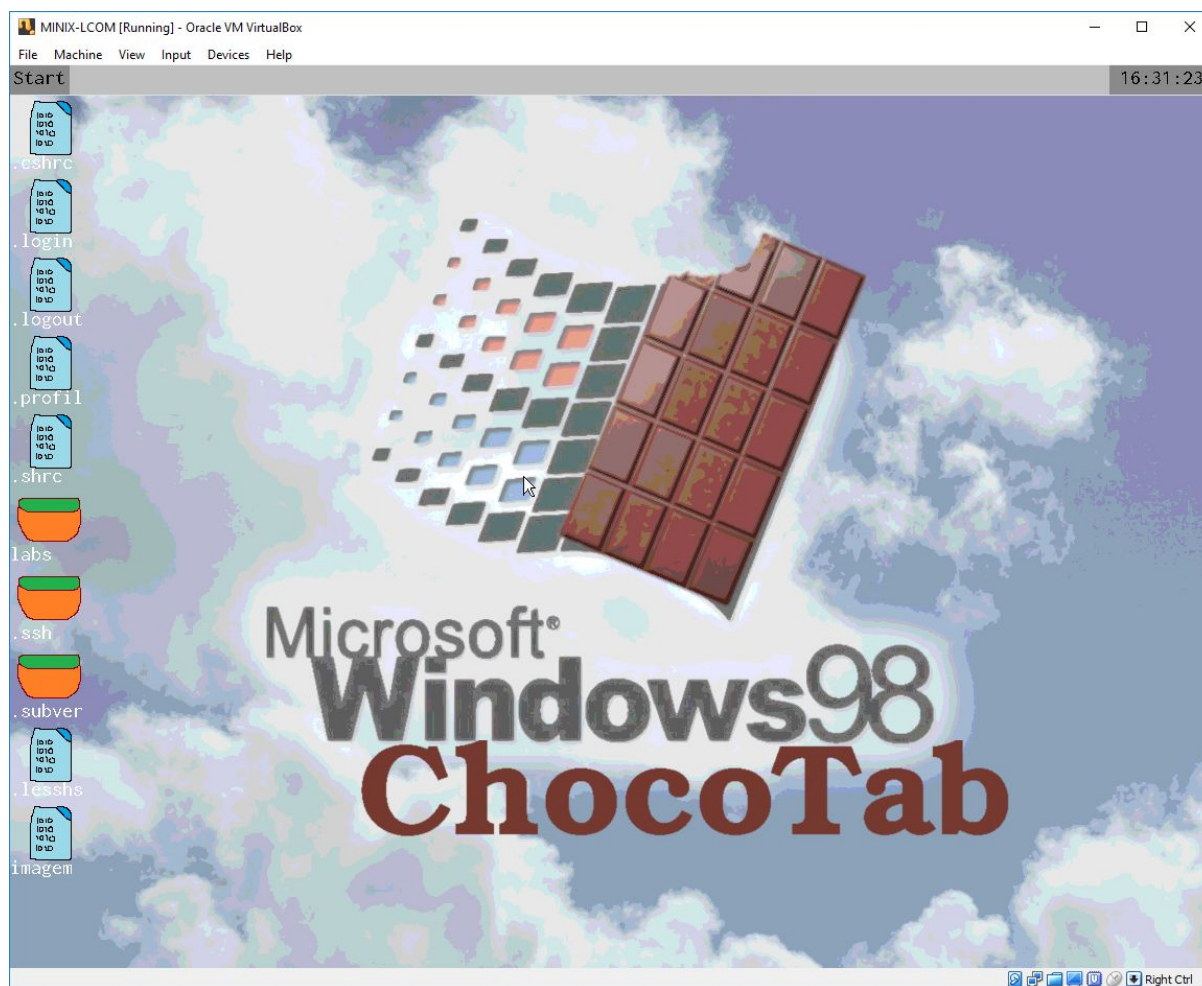 MINIX-LCOM [Running] - Oracle VM VirtualBox
File Machine View Input Devices Help
Start 16:31:23
.cshrc
.login
.logout
.profil
.shrc
labs
.ssh
.subver
.lesshs
imagem
Microsoft®
Windows98
ChocoTab
Right Ctrl